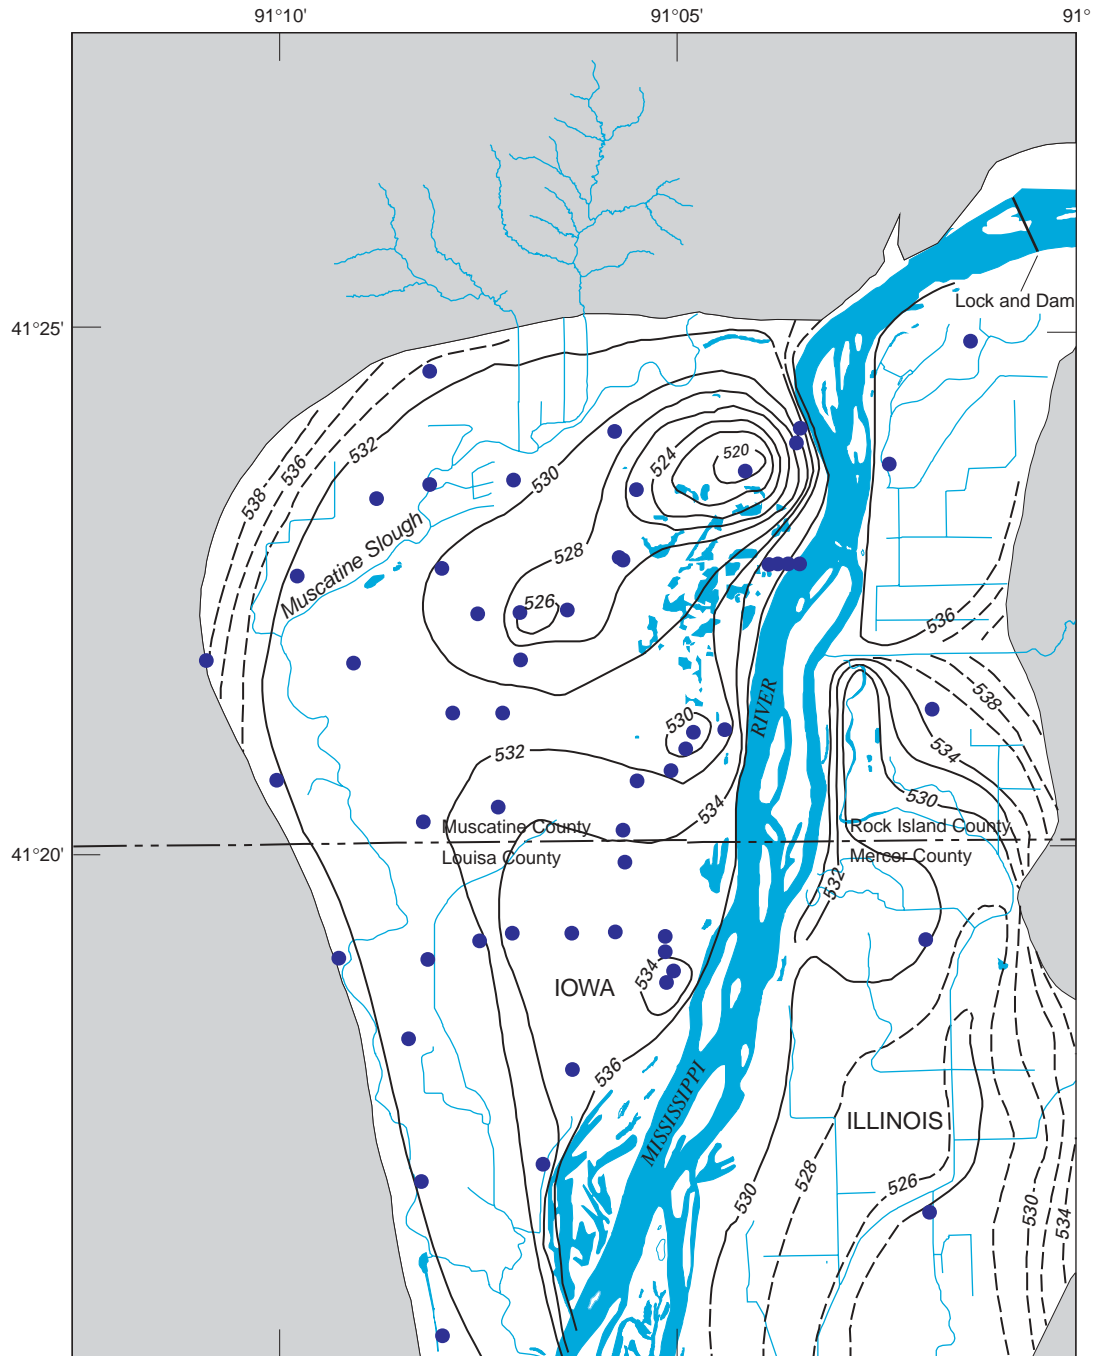 91°10'
91°05'
91°
41°25'
Lock and Dam
532
536
538
530
524
520
Muscatine Slough
528
526
536
RIVER
538
530
532
534
534
530
Muscatine County
Rock Island County
41°20'
Louisa County
Mercer County
532
534
IOWA
536
MISSISSIPPI
ILLINOIS
528
526
530
530
534